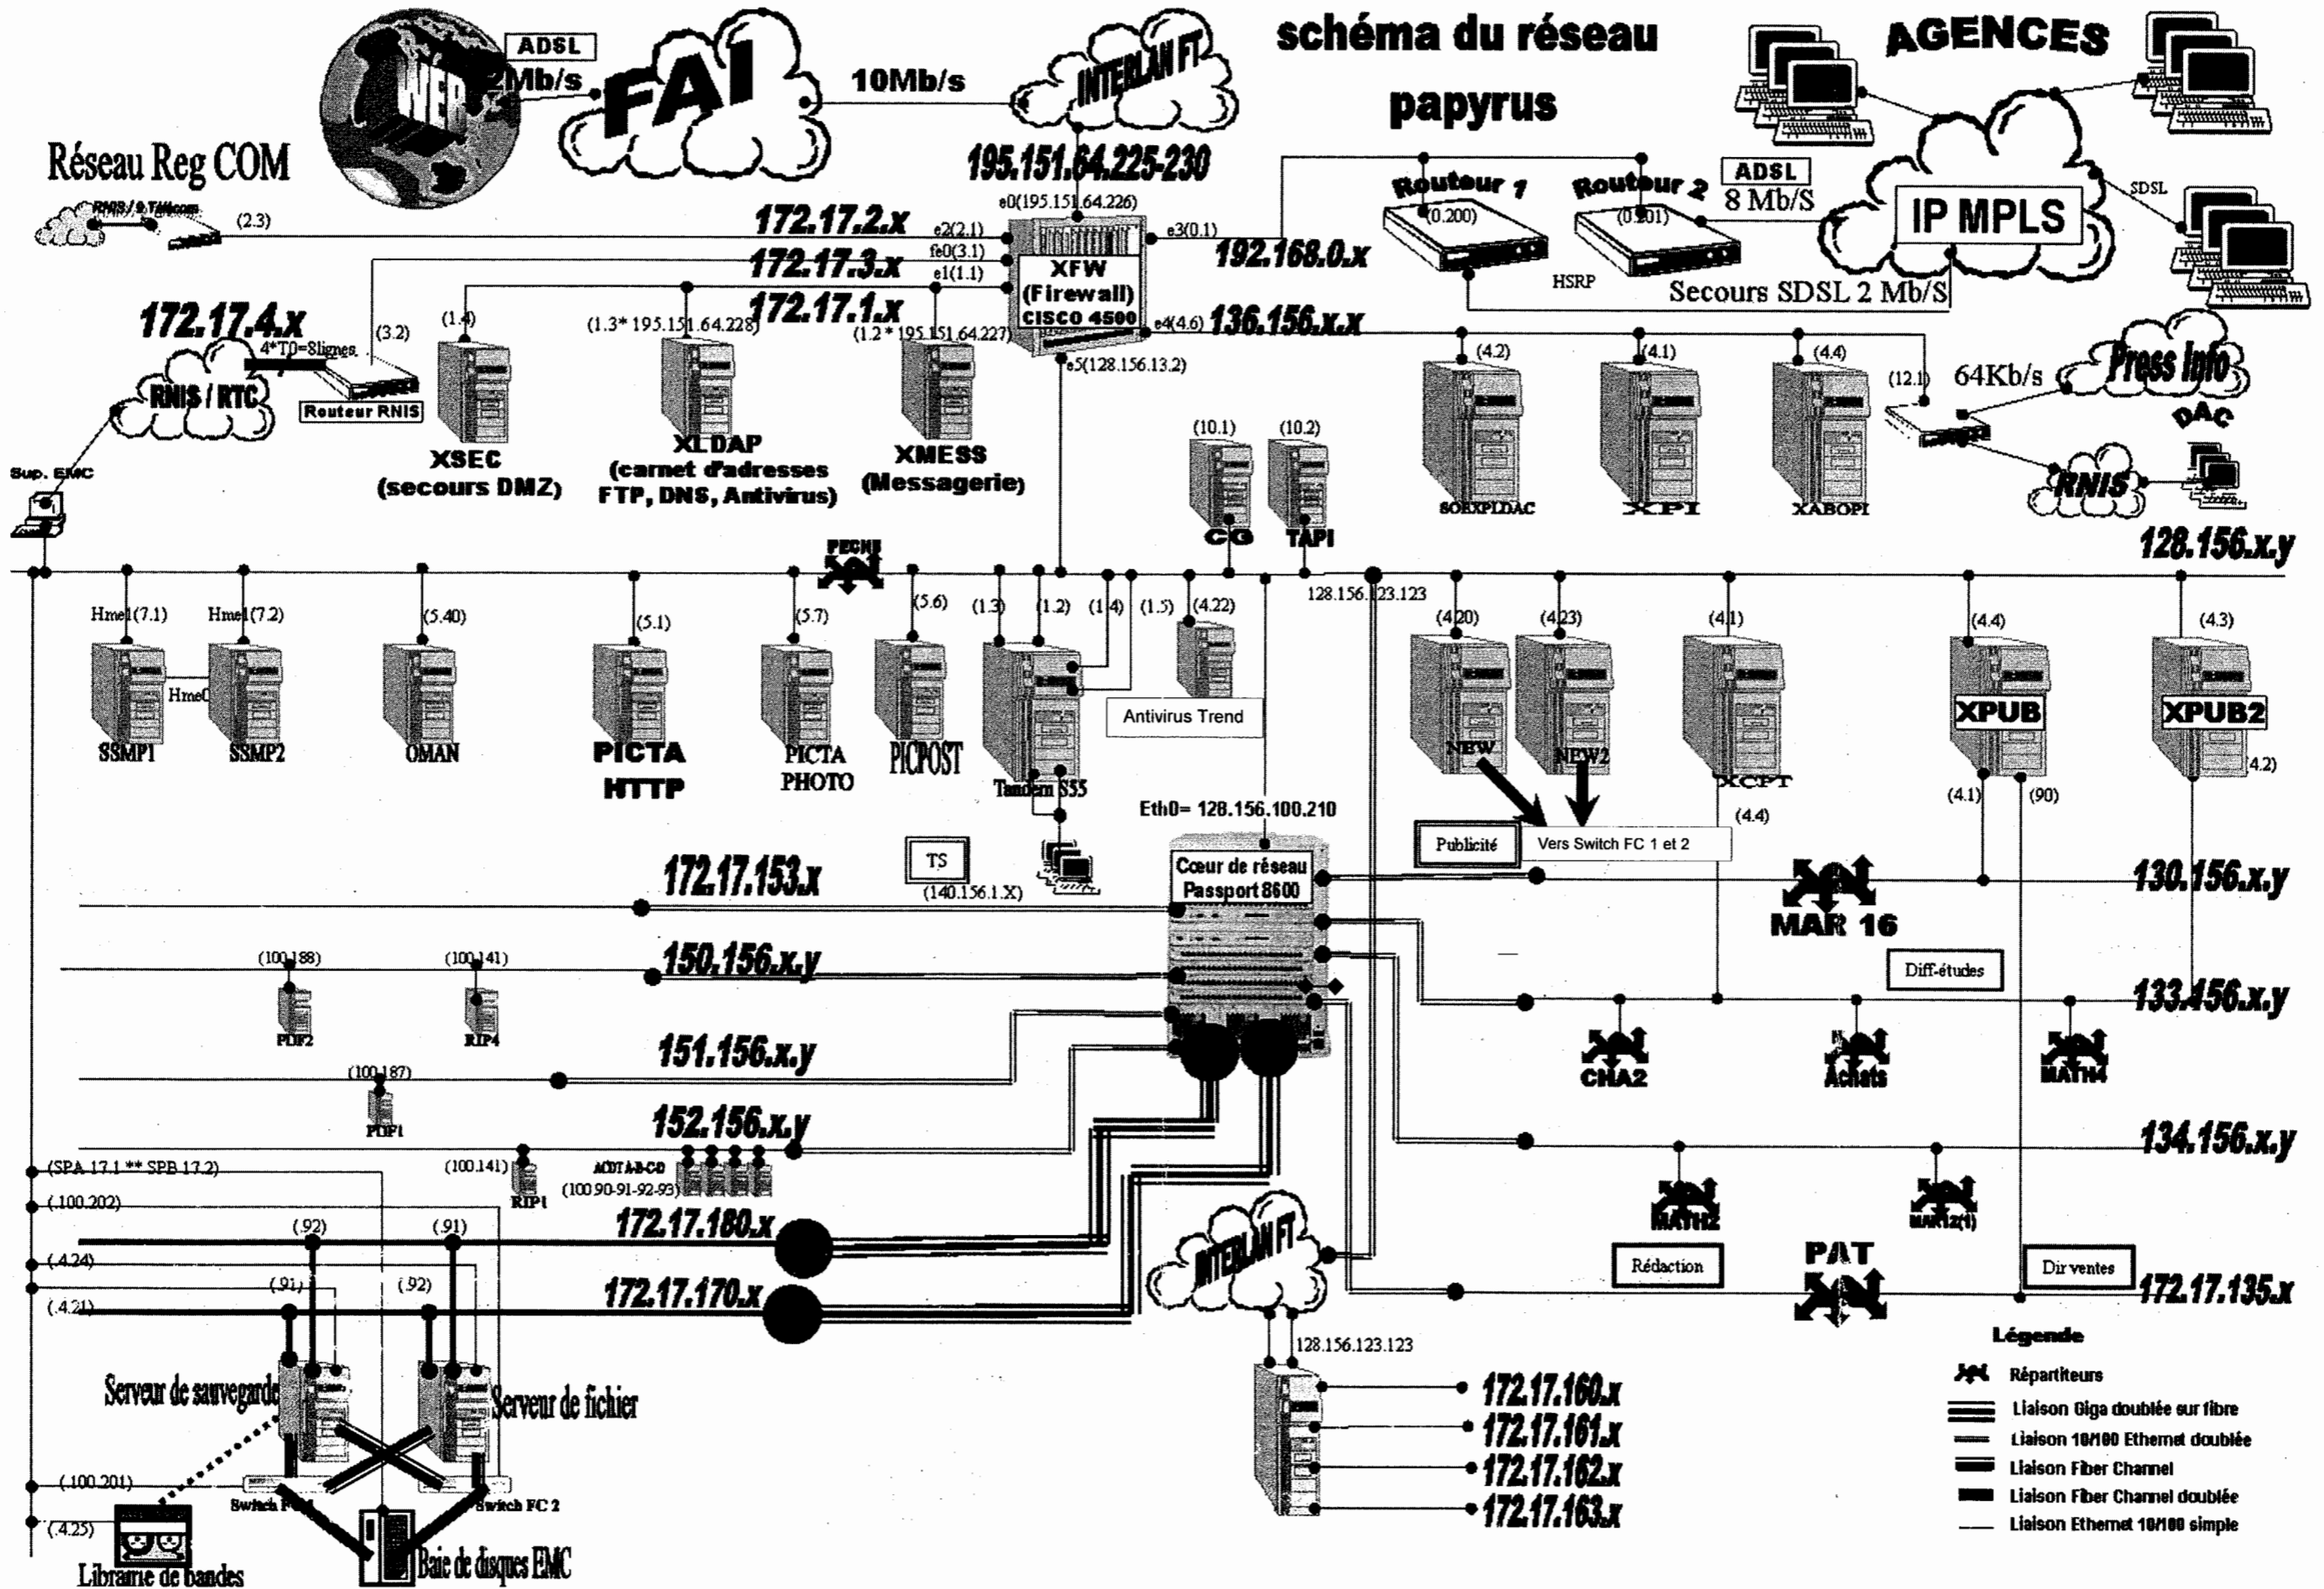 schéma du réseau
papyrus
AGENCES
ADSL
2Mb/s
FAI
10Mb/s
INTERLAN FT
195.151.64.225-230
Réseau Reg COM
(2.3)
172.17.2.x
e0(195.151.64.226)
e2(2.1)
fe0(3.1)
172.17.3.x
e1(1.1)
172.17.1.x
XFW
(Firewall)
CISCO 4500
e3(0.1)
192.168.0.x
Routeur 1
(0.200)
Routeur 2
(0.201)
ADSL
8 Mb/S
IP MPLS
SDSL
HSRP
Secours SDSL 2 Mb/S
e4(4.6)
136.156.x.x
e5(128.156.13.2)
172.17.4.x
4*T0=8lignes
(3.2)
RNIS / RTC
Routeur RNIS
(1.4)
(1.3* 195.151.64.228)
(1.2 * 195.151.64.227)
XSEC
(secours DMZ)
XLDAP
(carnet d'adresses
FTP, DNS, Antivirus)
XMESS
(Messagerie)
(4.2)
(4.1)
(4.4)
(12.1)
64Kb/s
Press Info
DAC
RNIS
SOEXPLDAC
XPI
XABOPI
(10.1)
(10.2)
CG
TAPI
Sup. EMC
128.156.x.y
PECHE
Hme1(7.1)
Hme1(7.2)
(5.40)
(5.1)
(5.7)
(5.6)
(1.3)
(1.2)
(1.4)
(1.5)
(4.22)
128.156.123.123
(4.20)
(4.23)
(4.1)
(4.4)
(4.3)
Hme0
SSMP1
SSMP2
OMAN
PICTA
HTTP
PICTA
PHOTO
PICPOST
Tandem S55
Antivirus Trend
NEW
NEW2
XCPT
XPUB
XPUB2
(4.2)
(4.4)
(4.1)
(90)
Eth0= 128.156.100.210
Publicité
Vers Switch FC 1 et 2
TS
(140.156.1.X)
Cœur de réseau
Passport 8600
172.17.153.x
130.156.x.y
MAR 16
(100.188)
(100.141)
150.156.x.y
PDF2
RIP4
Diff-études
133.156.x.y
CHA2
Achats
MATH4
(100.187)
151.156.x.y
PDF1
152.156.x.y
134.156.x.y
(SPA 17.1 ** SPB 17.2)
(100.141)
RIP1
ACDT A-B-C-D
(100.90-91-92-93)
MATH2
MAR12(1)
(.100.202)
(.92)
(.91)
172.17.180.x
(.4.24)
(.91)
(.92)
(.4.21)
172.17.170.x
INTERLAN FT
Rédaction
PAT
Dir ventes
172.17.135.x
128.156.123.123
172.17.160.x
172.17.161.x
172.17.162.x
172.17.163.x
Serveur de sauvegarde
Serveur de fichier
(.100.201)
Switch FC 2
(.4.25)
Librairie de bandes
Baie de disques EMC
Légende
Répartiteurs
Liaison Giga doublée sur fibre
Liaison 10/100 Ethernet doublée
Liaison Fiber Channel
Liaison Fiber Channel doublée
Liaison Ethernet 10/100 simple